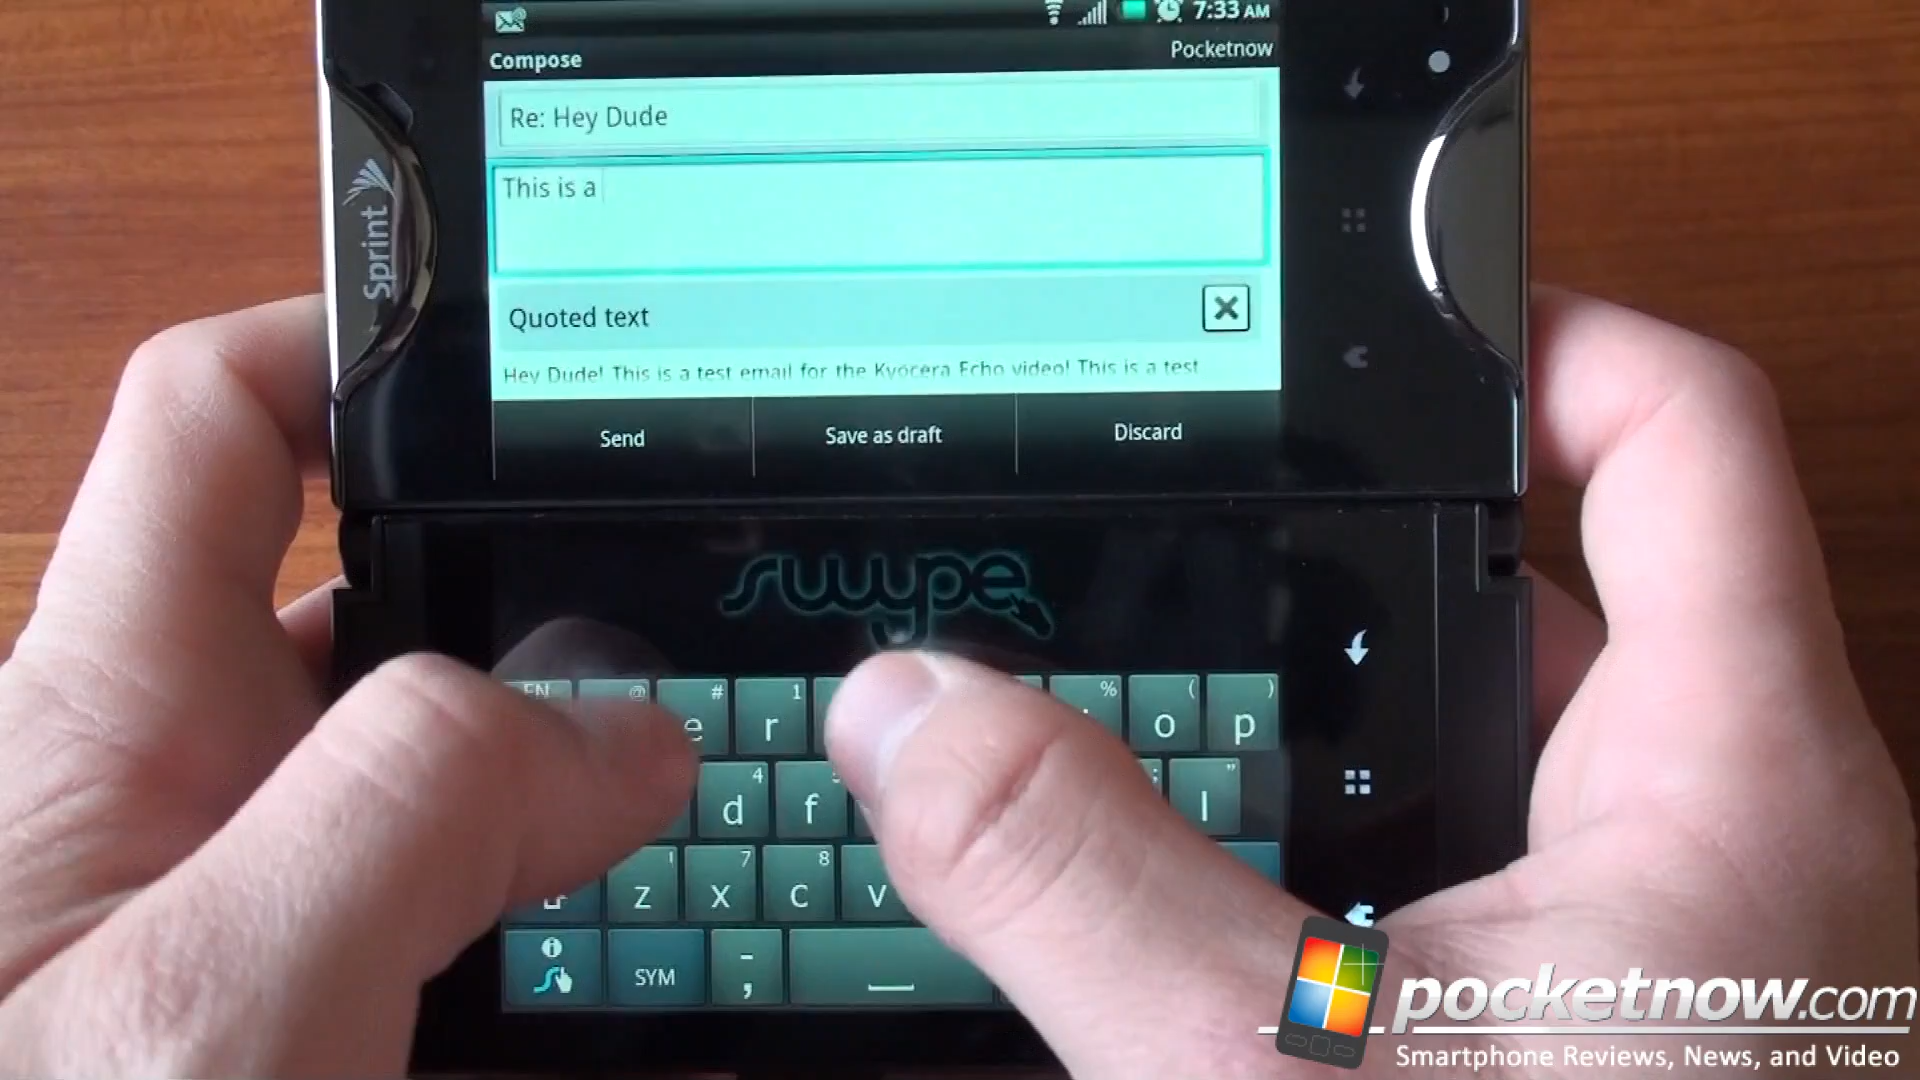 7:33 AM
Compose
Pocketnow
Re: Hey Dude
This is a
Quoted text
Hey Dude! This is a test email for the Kyocera Echo video! This is a test
Send
Save as draft
Discard
Sprint
swype
EN @ # 1 % ( )
e r o p
4 "
d f l
7 8
z x c v
SYM - ; 
pocketnow.com
Smartphone Reviews, News, and Video